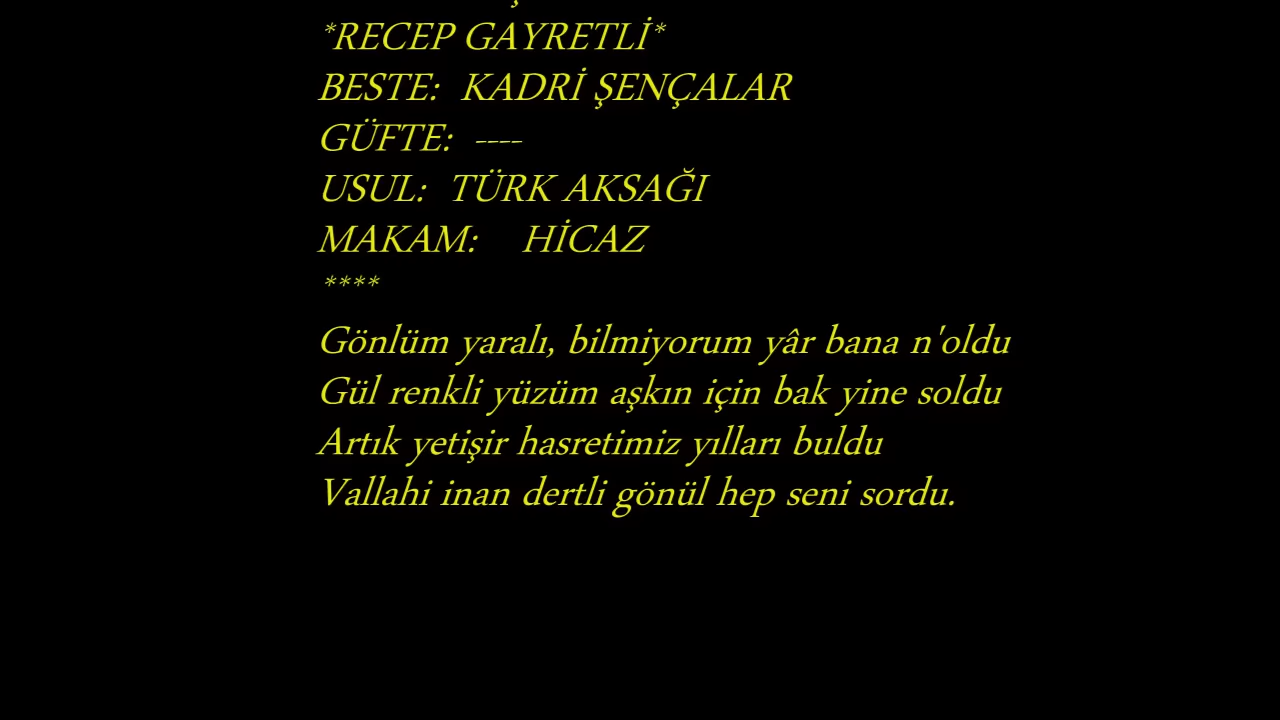 *RECEP GAYRETLİ*
BESTE: KADRİ ŞENÇALAR
GÜFTE: ----
USUL: TÜRK AKSAĞI
MAKAM: HİCAZ
****
Gönlüm yaralı, bilmiyorum yâr bana n'oldu
Gül renkli yüzüm aşkın için bak yine soldu
Artık yetişir hasretimiz yılları buldu
Vallahi inan dertli gönül hep seni sordu.